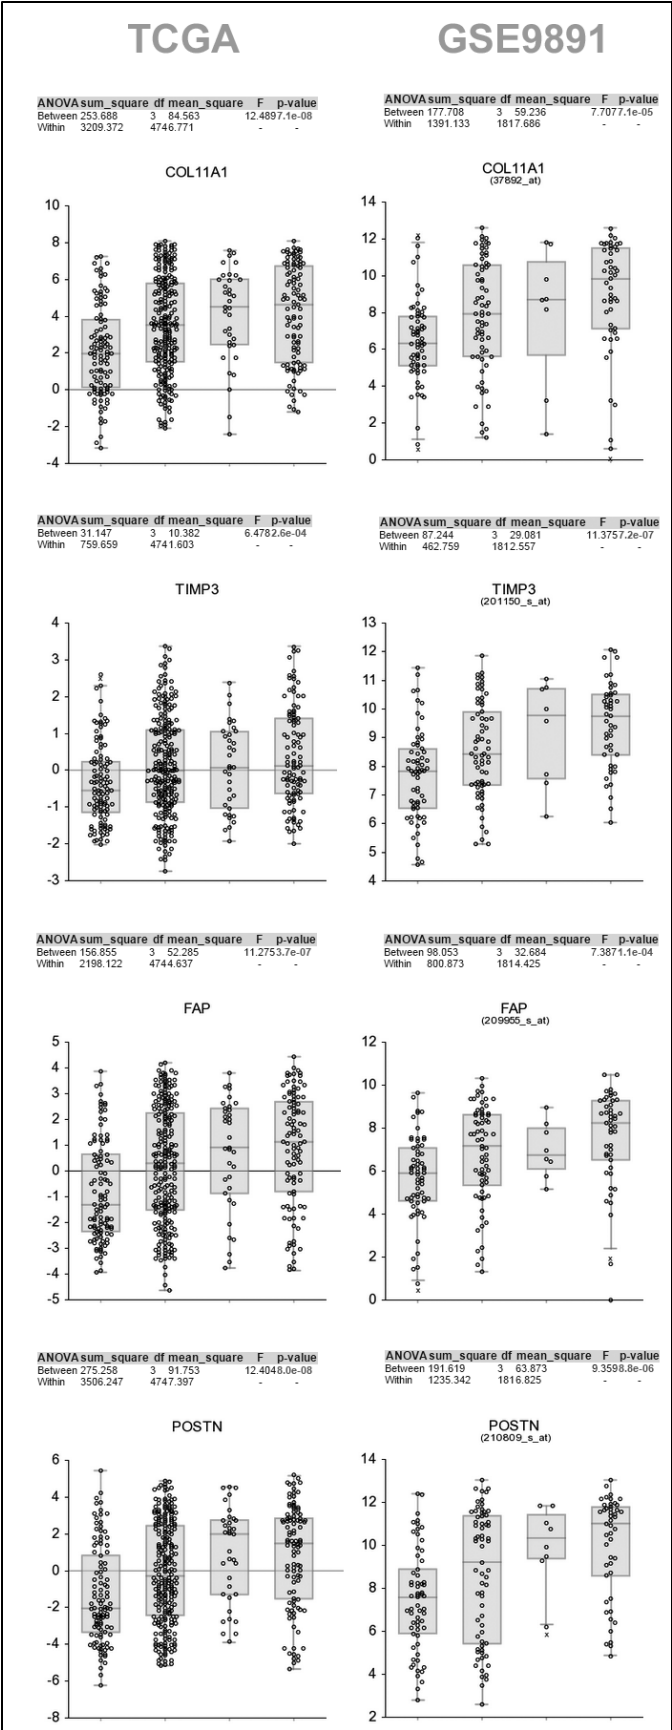 TCGA GSE9891
ANOVA sum_square df mean_square F p-value
Between 253.688 3 84.563 12.489 7.1e-08
Within 3209.372 474 6.771 - -
ANOVA sum_square df mean_square F p-value
Between 177.708 3 59.236 7.707 7.1e-05
Within 1391.133 181 7.686 - -
COL11A1
10
8
6
4
2
0
-2
-4
COL11A1
(37892_at)
14
12
10
8
6
4
2
0
ANOVA sum_square df mean_square F p-value
Between 31.147 3 10.382 6.478 2.6e-04
Within 759.659 474 1.603 - -
ANOVA sum_square df mean_square F p-value
Between 87.244 3 29.081 11.375 7.2e-07
Within 462.759 181 2.557 - -
TIMP3
4
3
2
1
0
-1
-2
-3
TIMP3
(201150_s_at)
13
12
11
10
9
8
7
6
5
4
ANOVA sum_square df mean_square F p-value
Between 156.855 3 52.285 11.275 3.7e-07
Within 2198.122 474 4.637 - -
ANOVA sum_square df mean_square F p-value
Between 98.053 3 32.684 7.387 1.1e-04
Within 800.873 181 4.425 - -
FAP
5
4
3
2
1
0
-1
-2
-3
-4
-5
FAP
(209955_s_at)
12
10
8
6
4
2
0
ANOVA sum_square df mean_square F p-value
Between 275.258 3 91.753 12.404 8.0e-08
Within 3506.247 474 7.397 - -
ANOVA sum_square df mean_square F p-value
Between 191.619 3 63.873 9.359 8.8e-06
Within 1235.342 181 6.825 - -
POSTN
6
4
2
0
-2
-4
-6
-8
POSTN
(210809_s_at)
14
12
10
8
6
4
2